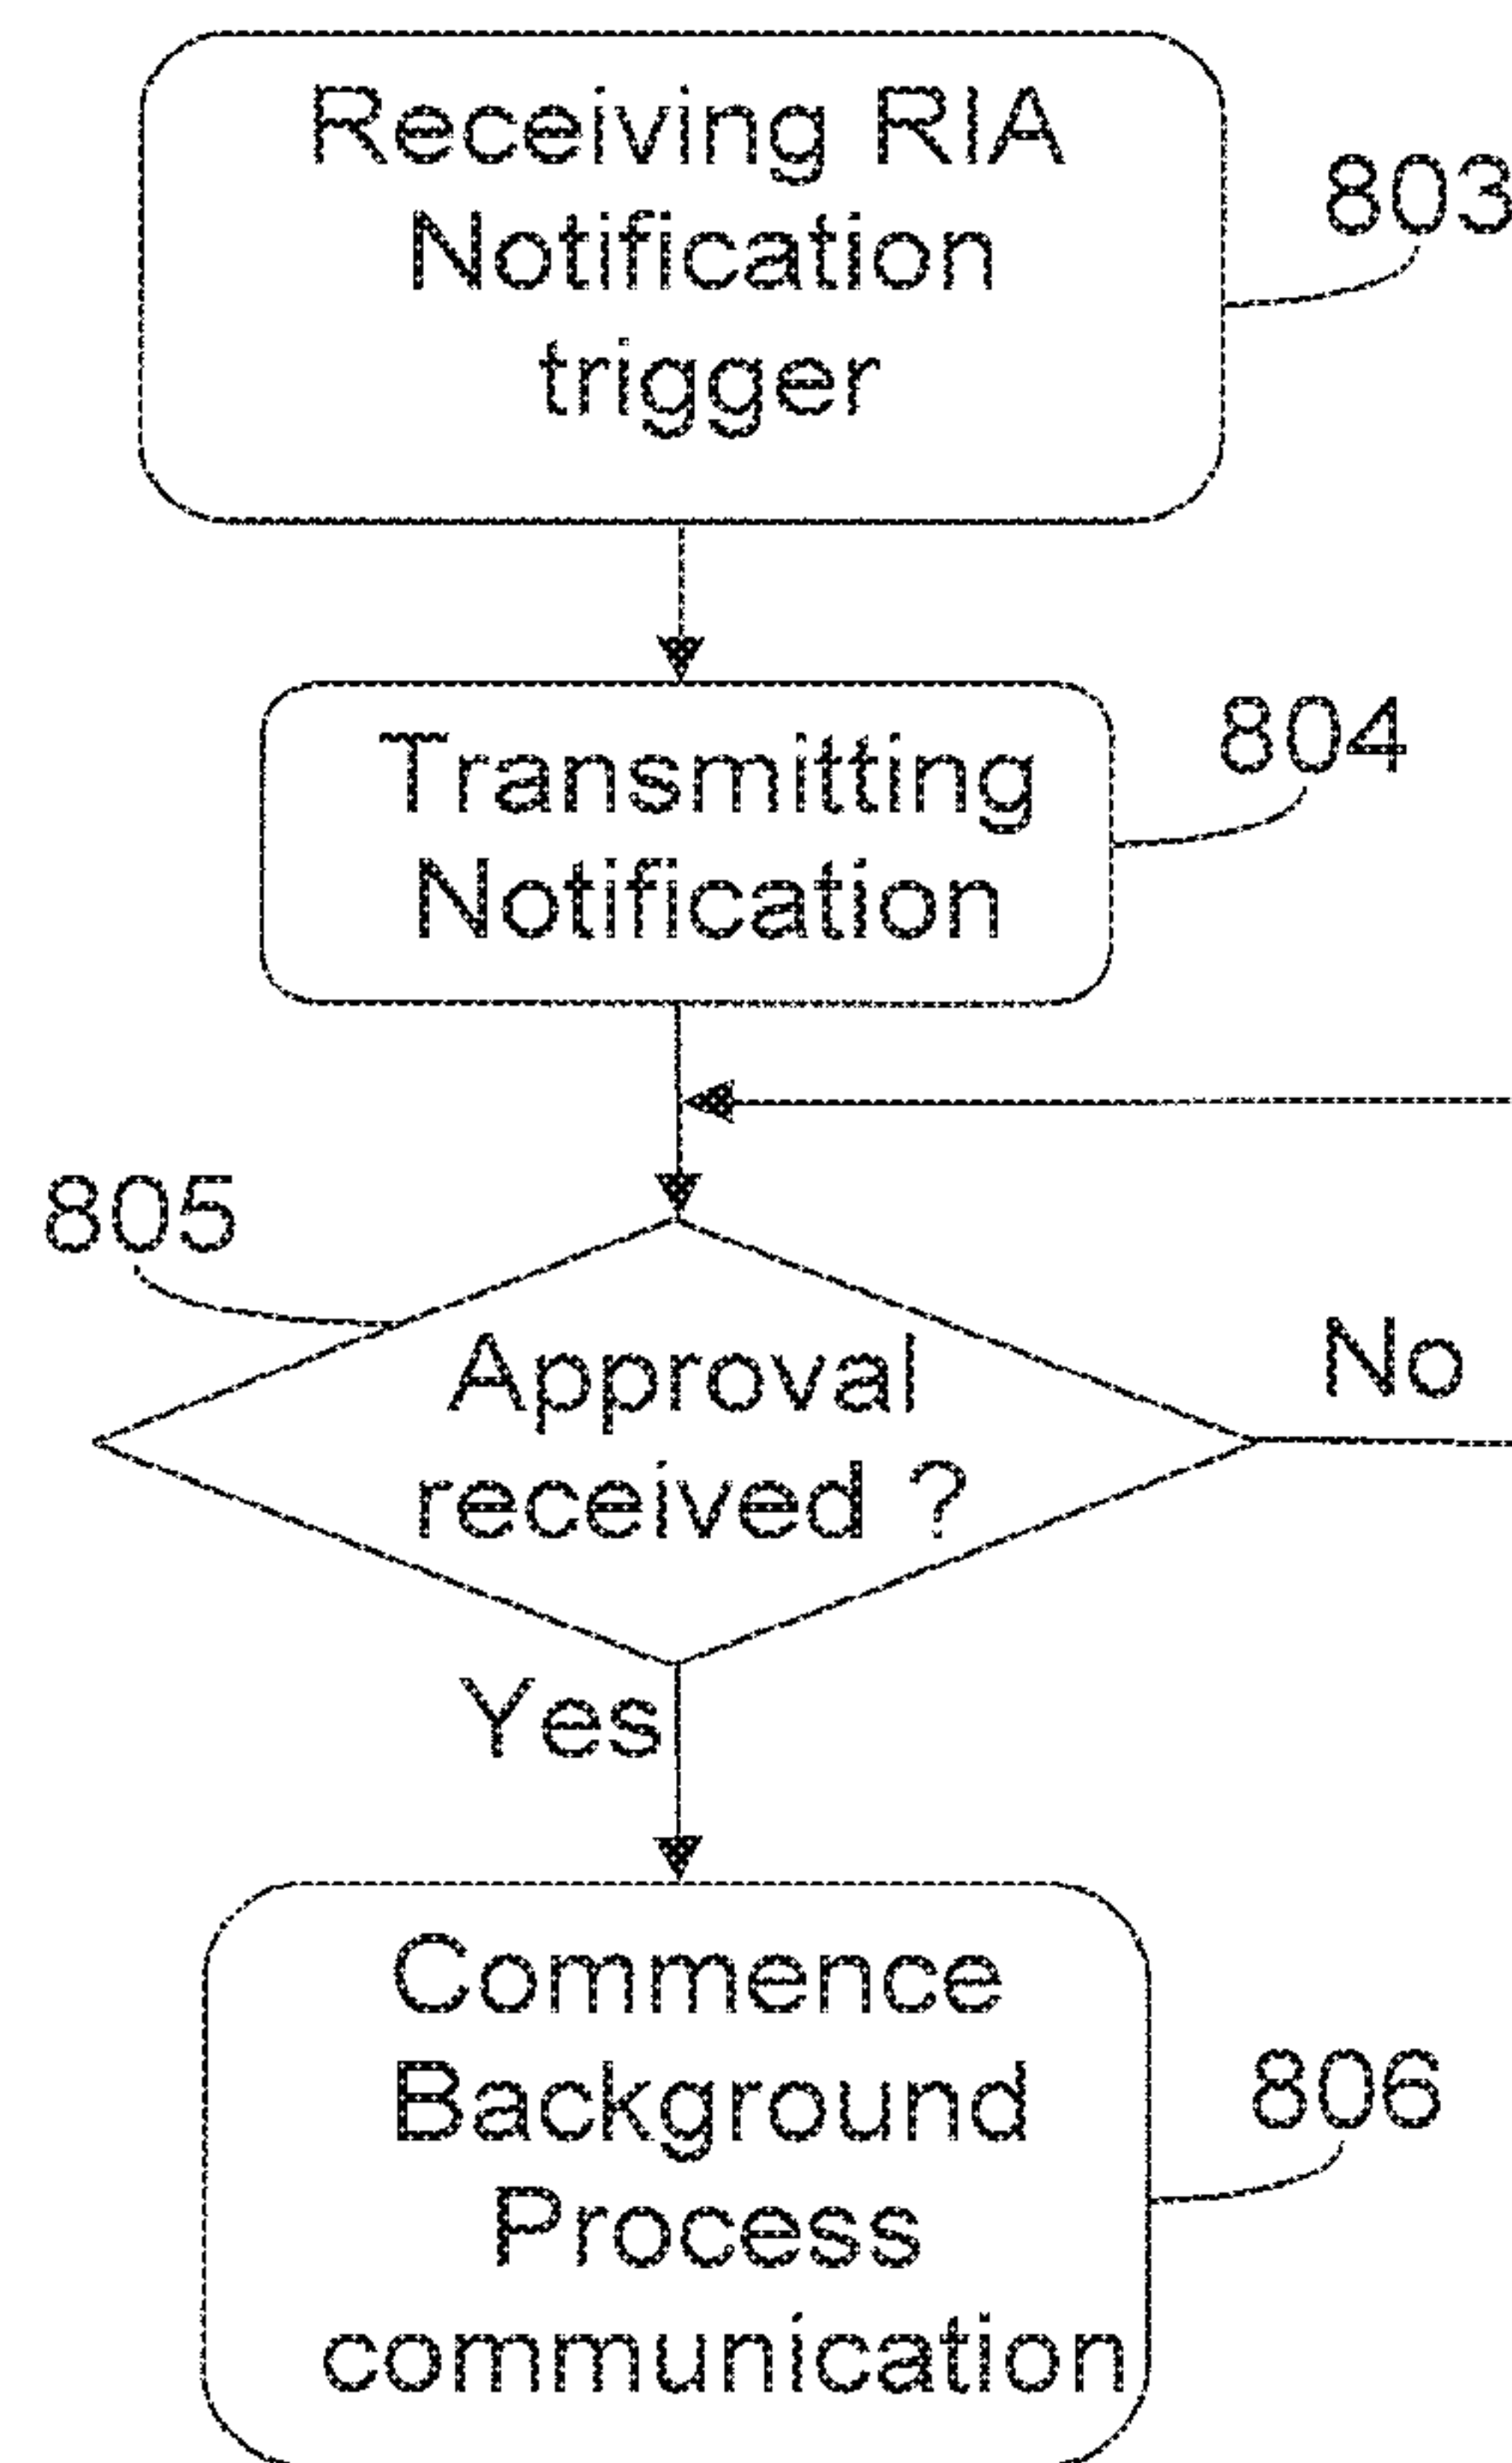 Receiving RIA
Notification
trigger
803
Transmitting
Notification
804
805
Approval
received ?
No
Yes
Commence
Background
Process
communication
806